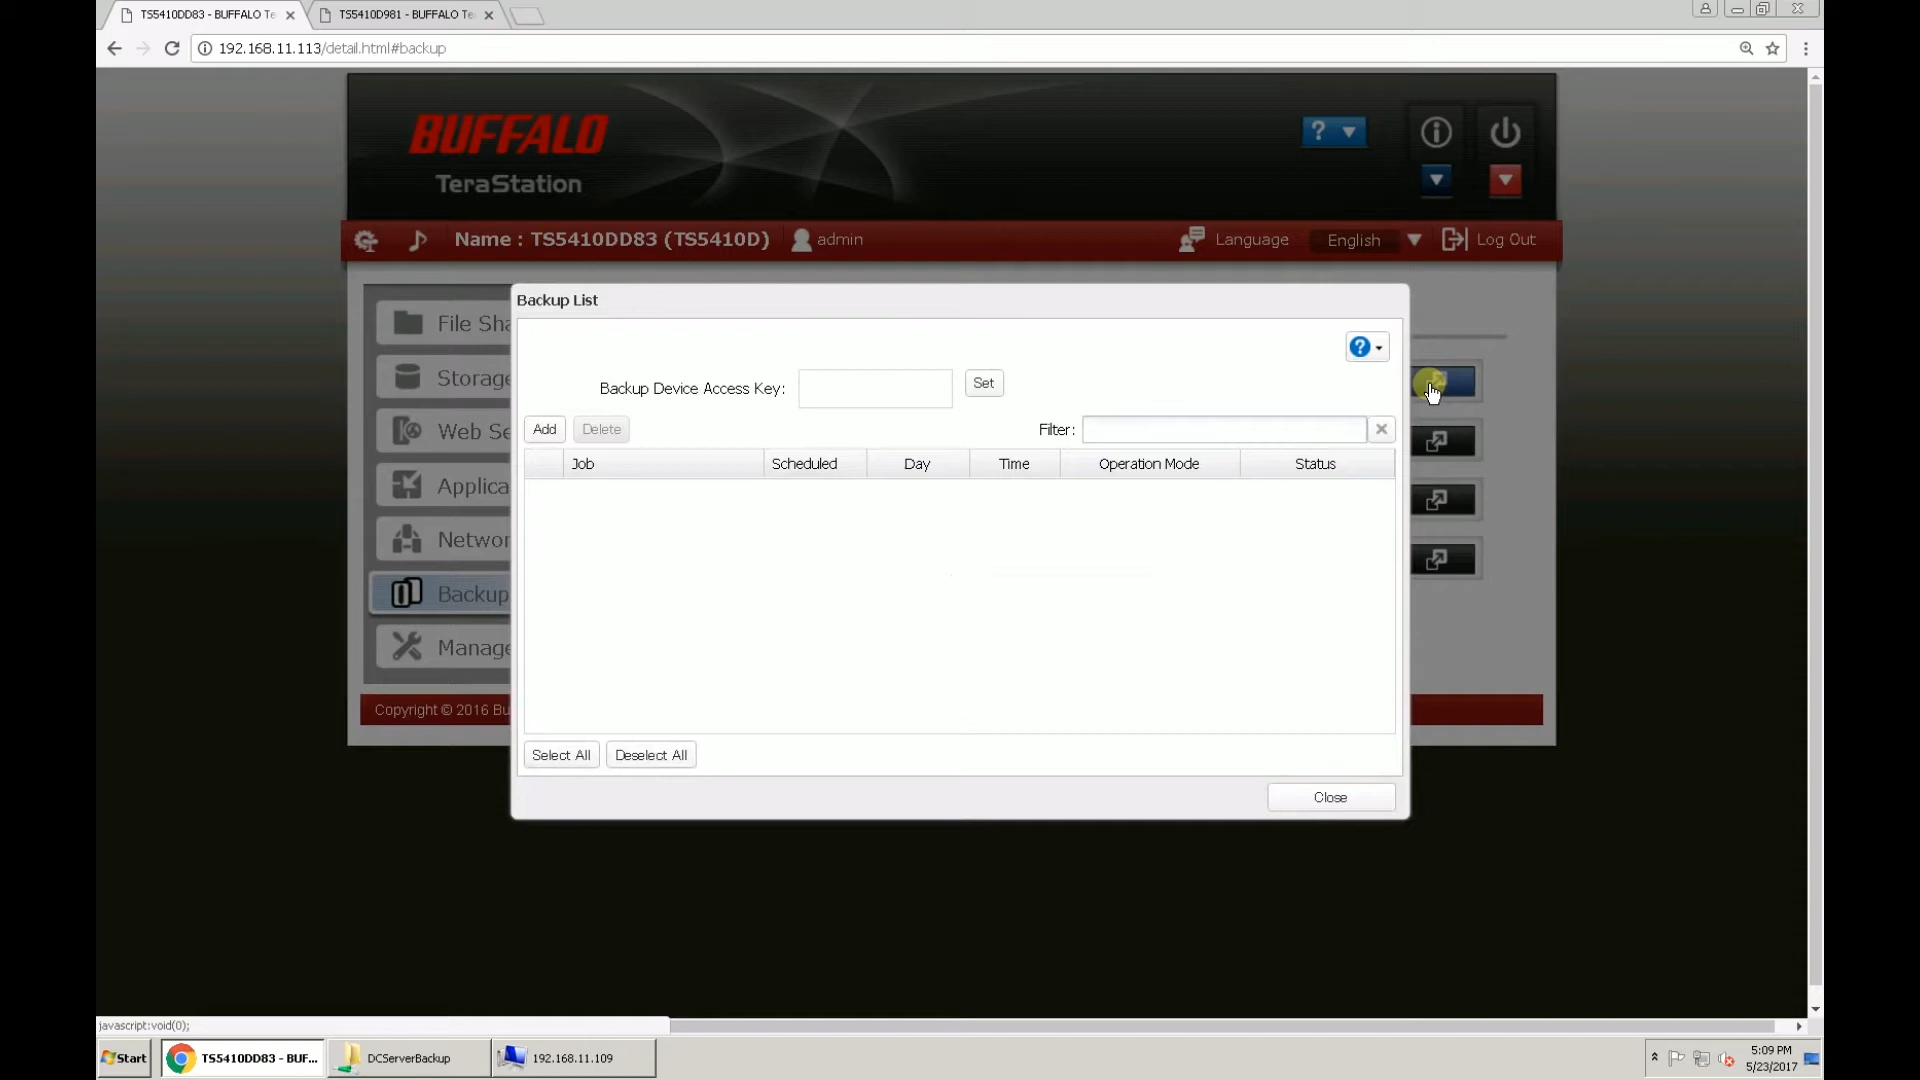 TS5410DD83 - BUFFALO Te
TS5410D981 - BUFFALO Te
192.168.11.113/detail.html#backup
BUFFALO
TeraStation
?
Name : TS5410DD83 (TS5410D)
admin
Language
English
Log Out
Backup List
File Sha
Storage
Web Se
Applica
Networ
Backup
Manage
Copyright © 2016 Bu
?
Backup Device Access Key:
Set
Add
Delete
Filter:
Job
Scheduled
Day
Time
Operation Mode
Status
Select All
Deselect All
Close
javascript:void(0);
Start
TS5410DD83 - BUF...
DCServerBackup
192.168.11.109
5:09 PM
5/23/2017